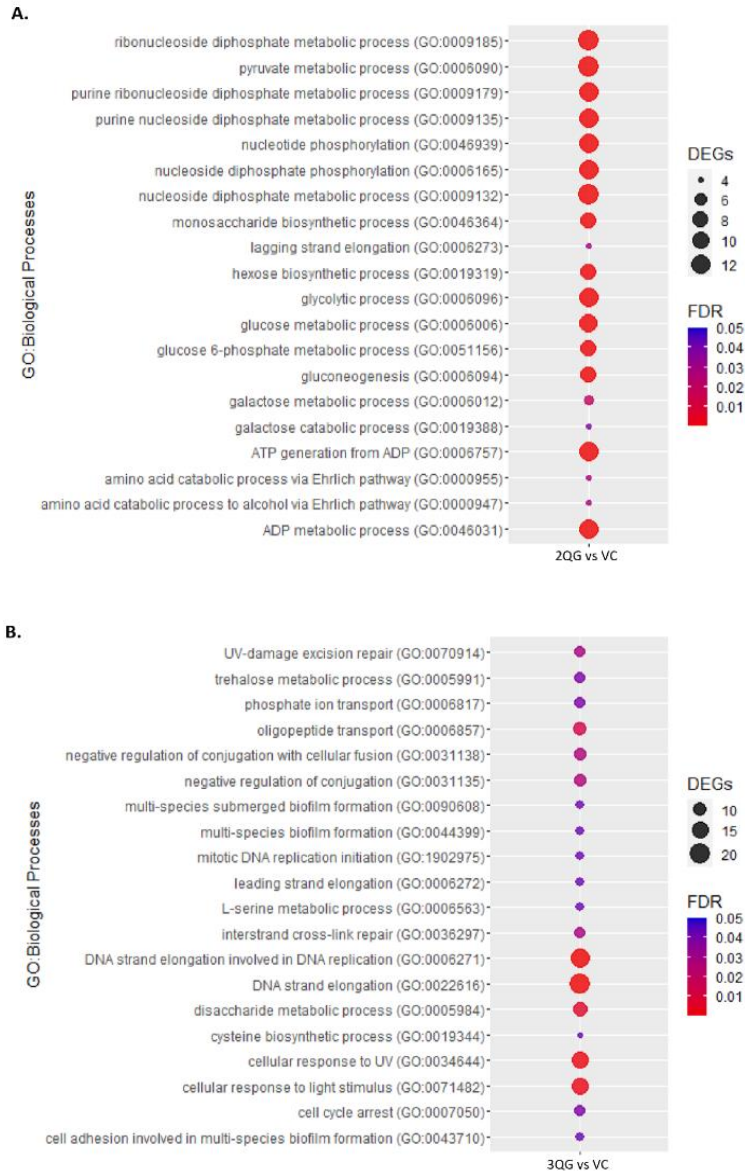 A.
ribonucleoside diphosphate metabolic process (GO:0009185)
pyruvate metabolic process (GO:0006090)
purine ribonucleoside diphosphate metabolic process (GO:0009179)
purine nucleoside diphosphate metabolic process (GO:0009135)
nucleotide phosphorylation (GO:0046939)
nucleoside diphosphate phosphorylation (GO:0006165)
nucleoside diphosphate metabolic process (GO:0009132)
monosaccharide biosynthetic process (GO:0046364)
lagging strand elongation (GO:0006273)
hexose biosynthetic process (GO:0019319)
glycolytic process (GO:0006096)
glucose metabolic process (GO:0006006)
glucose 6-phosphate metabolic process (GO:0051156)
gluconeogenesis (GO:0006094)
galactose metabolic process (GO:0006012)
galactose catabolic process (GO:0019388)
ATP generation from ADP (GO:0006757)
amino acid catabolic process via Ehrlich pathway (GO:0000955)
amino acid catabolic process to alcohol via Ehrlich pathway (GO:0000947)
ADP metabolic process (GO:0046031)
GO:Biological Processes
2QG vs VC
DEGs
4
6
8
10
12
FDR
0.05
0.04
0.03
0.02
0.01
B.
UV-damage excision repair (GO:0070914)
trehalose metabolic process (GO:0005991)
phosphate ion transport (GO:0006817)
oligopeptide transport (GO:0006857)
negative regulation of conjugation with cellular fusion (GO:0031138)
negative regulation of conjugation (GO:0031135)
multi-species submerged biofilm formation (GO:0090608)
multi-species biofilm formation (GO:0044399)
mitotic DNA replication initiation (GO:1902975)
leading strand elongation (GO:0006272)
L-serine metabolic process (GO:0006563)
interstrand cross-link repair (GO:0036297)
DNA strand elongation involved in DNA replication (GO:0006271)
DNA strand elongation (GO:0022616)
disaccharide metabolic process (GO:0005984)
cysteine biosynthetic process (GO:0019344)
cellular response to UV (GO:0034644)
cellular response to light stimulus (GO:0071482)
cell cycle arrest (GO:0007050)
cell adhesion involved in multi-species biofilm formation (GO:0043710)
GO:Biological Processes
3QG vs VC
DEGs
10
15
20
FDR
0.05
0.04
0.03
0.02
0.01